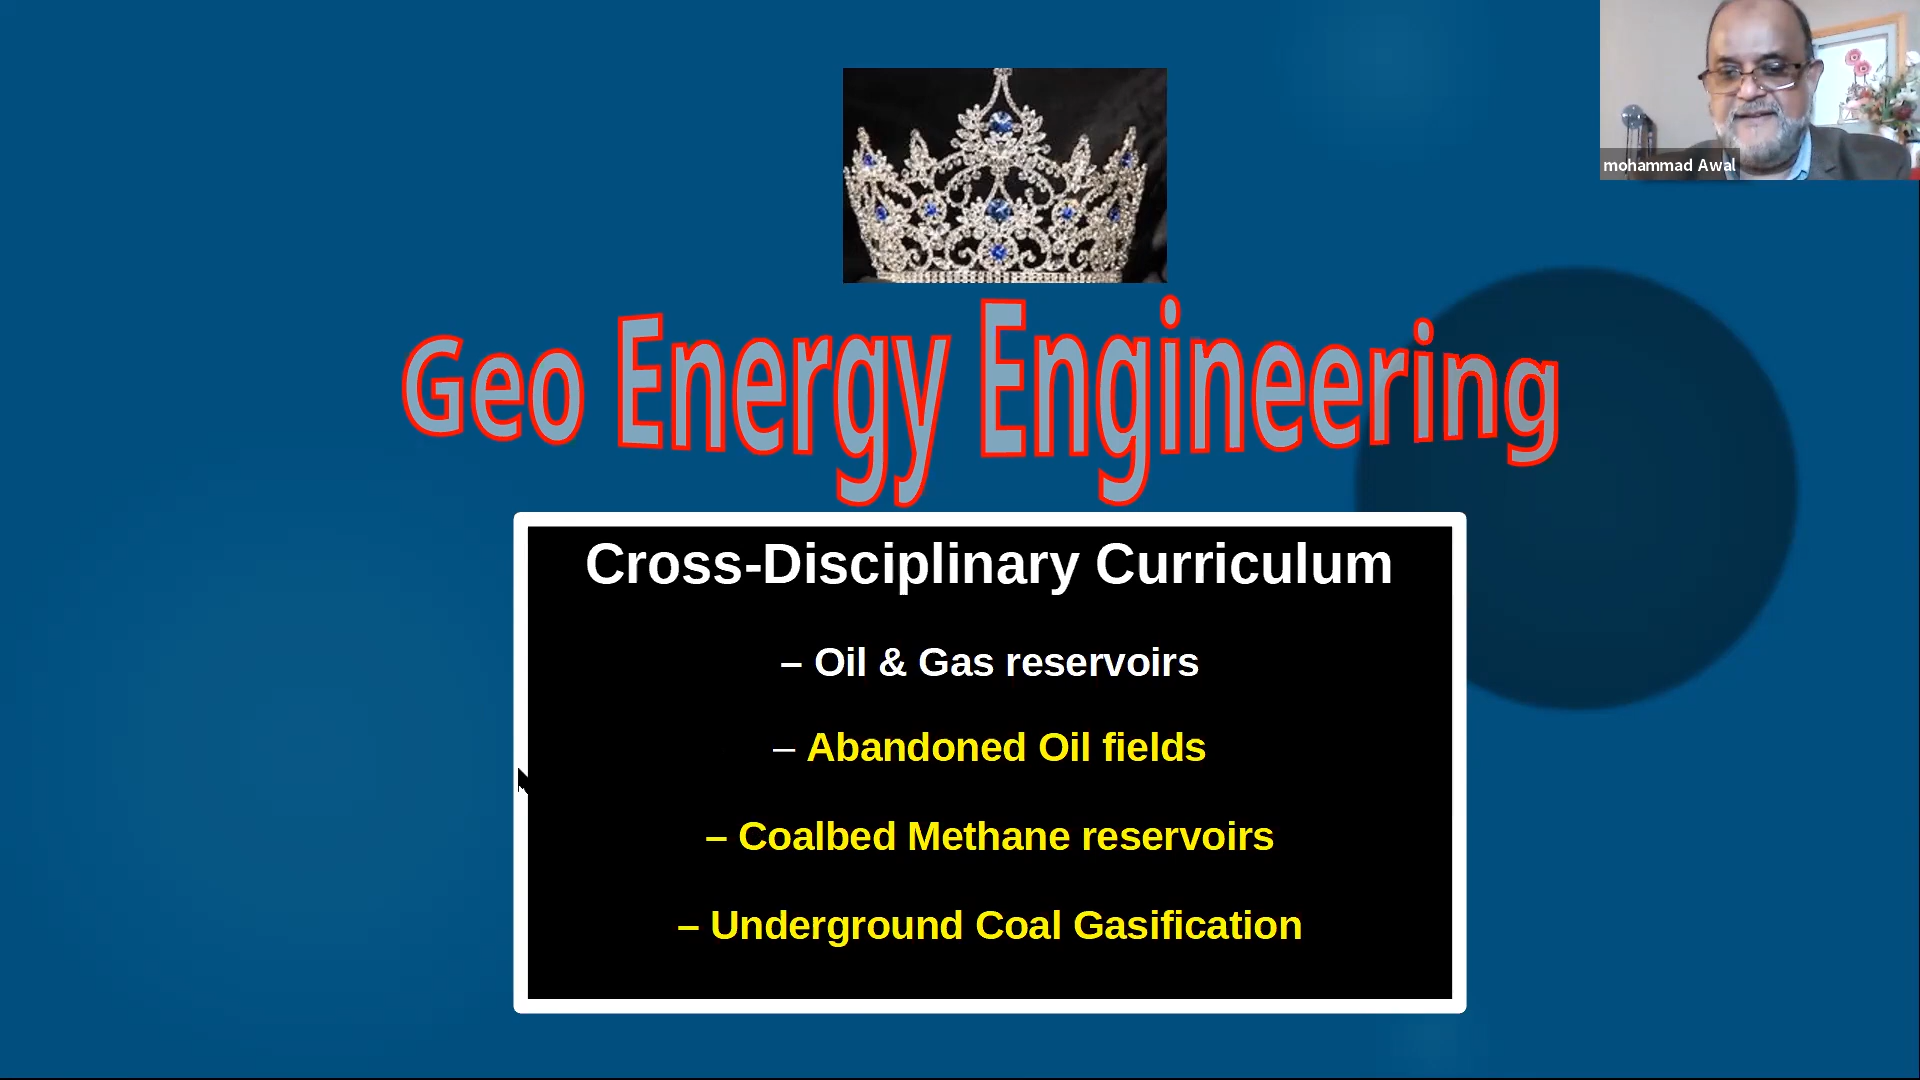 mohammad Awal
Geo Energy Engineering
Cross-Disciplinary Curriculum
– Oil & Gas reservoirs
– Abandoned Oil fields
– Coalbed Methane reservoirs
– Underground Coal Gasification